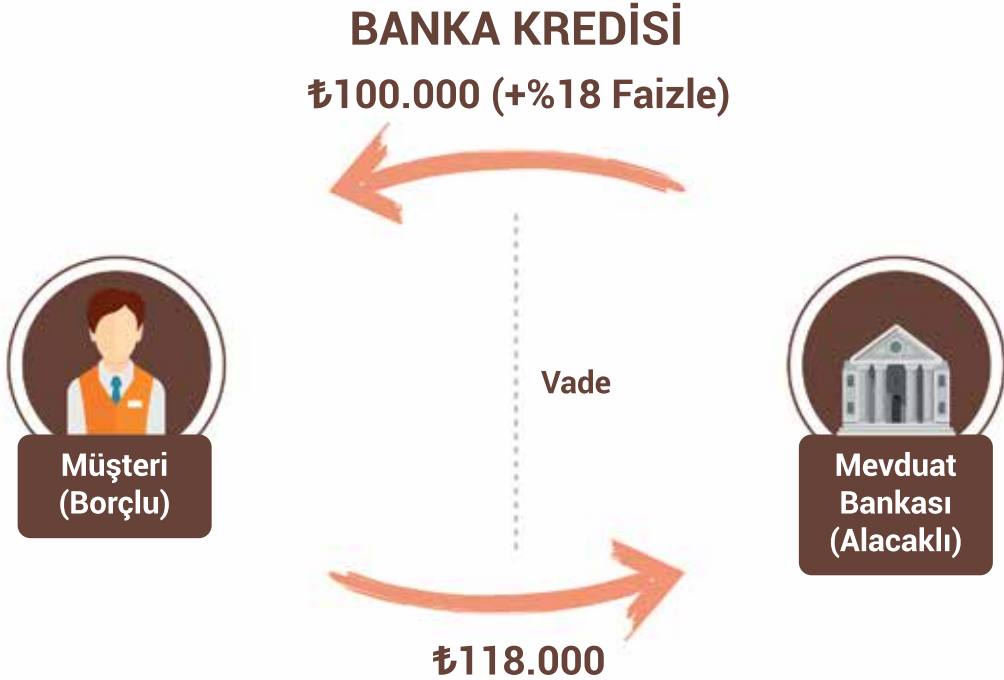 BANKA KREDİSİ
₺100.000 (+%18 Faizle)
Vade
Müşteri
(Borçlu)
Mevduat
Bankası
(Alacaklı)
₺118.000